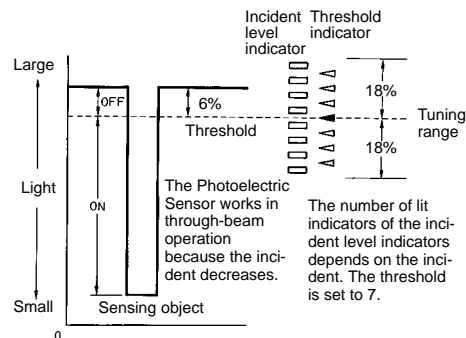 Incident
level
indicator
Threshold
indicator
Large
OFF
6%
18%
Threshold
Tuning
range
18%
Light
ON
The Photoelectric
Sensor works in
through-beam
operation
because the inci-
dent decreases.
The number of lit
indicators of the inci-
dent level indicators
depends on the inci-
dent. The threshold
is set to 7.
Small
Sensing object
0